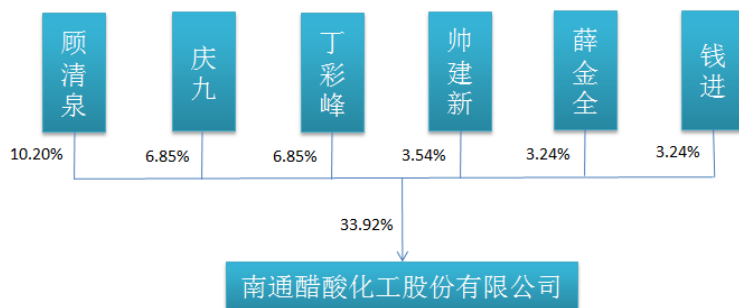 顾清泉
庆九
丁彩峰
帅建新
薛金全
钱进
10.20%
6.85%
6.85%
3.54%
3.24%
3.24%
33.92%
南通醋酸化工股份有限公司